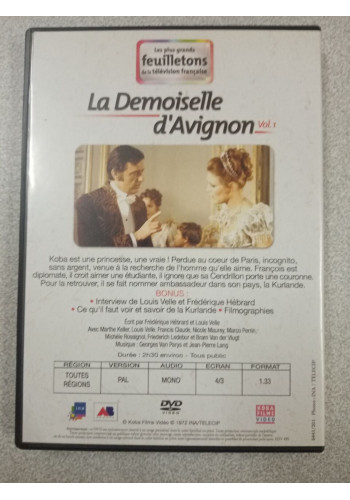 Les plus grands
feuilletons
de la télévision française
La Demoiselle
d'Avignon Vol. 1
Koba est une princesse, une vraie ! Perdue au coeur de Paris, incognito,
sans argent, venue à la recherche de l'homme qu'elle aime. François est
diplomate, il croit aimer une étudiante, il ignore que sa Cendrillon porte une couronne.
Pour la retrouver, il se fait nommer ambassadeur dans son pays, la Kurlande.
BONUS :
• Interview de Louis Velle et Frédérique Hébrard
• Ce qu'il faut voir et savoir de la Kurlande • Filmographies
Écrit par Frédérique Hébrard et Louis Velle
Avec Marthe Keller, Louis Velle, Francis Claude, Nicole Maurey, Marco Perrin,
Michèle Rossignol, Frederich Ledebur et Bram Van der Vlugt
Musique : Georges Van Parys et Jean-Pierre Lang
Durée : 2h30 environ - Tous public
RÉGION VERSION AUDIO ECRAN FORMAT
TOUTES RÉGIONS PAL MONO 4/3 1.33
DVD
VIDEO
KOBA
FILMS
VIDEO
© Koba Films Video © 1972 INA/TELECIP